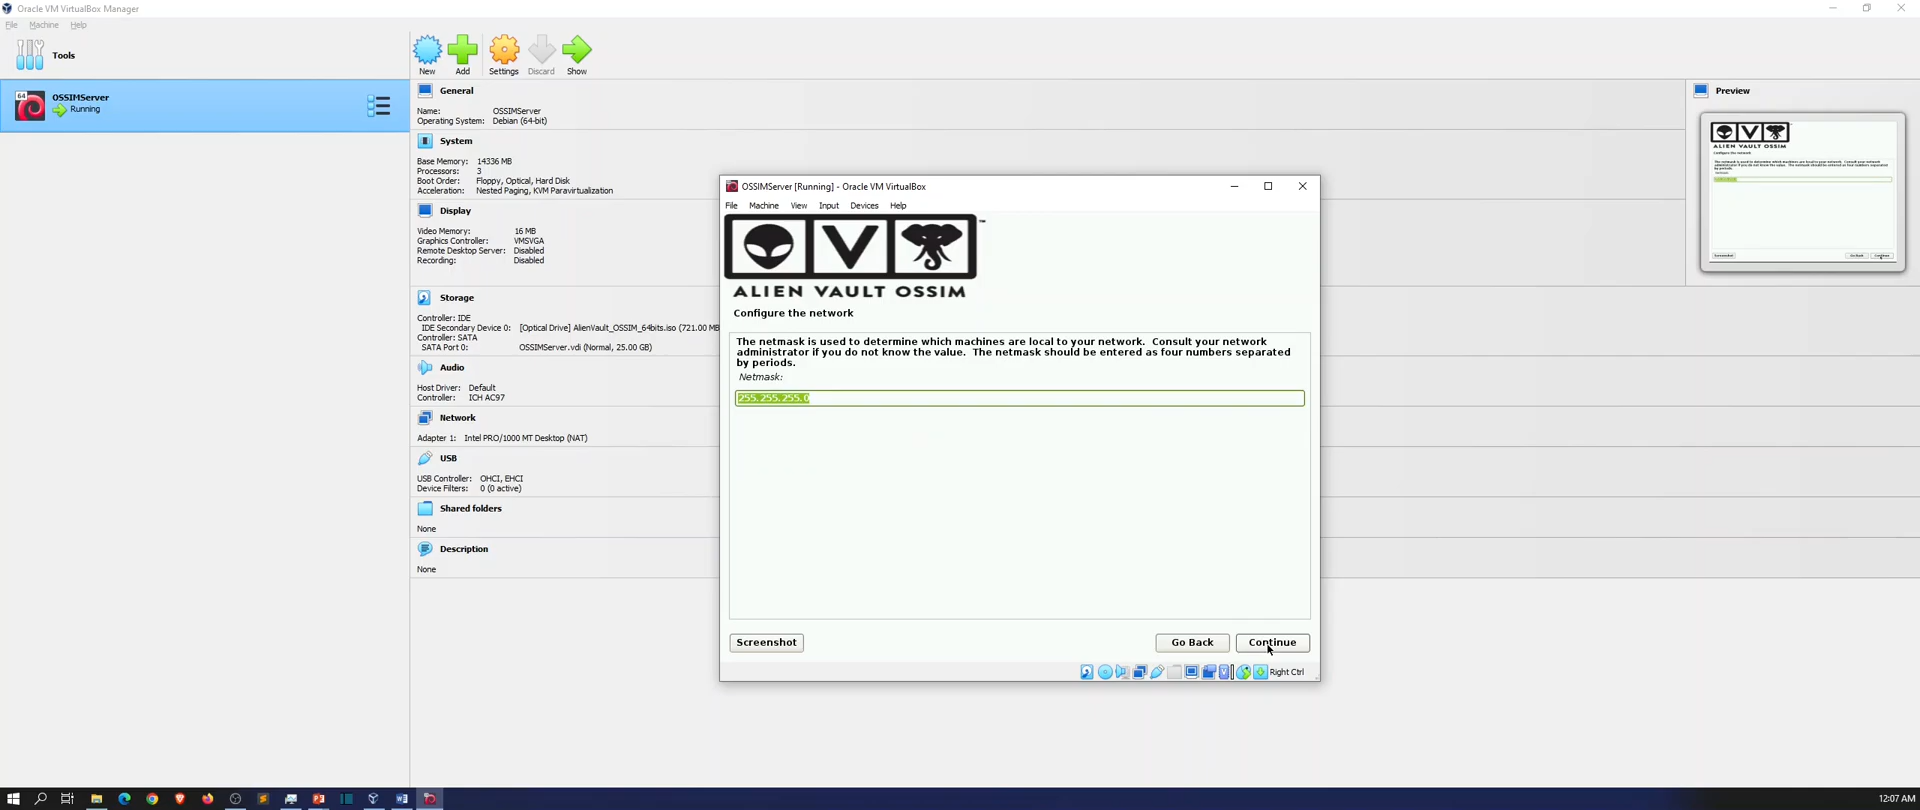 Oracle VM VirtualBox Manager
File Machine Help
Tools
New Add Settings Discard Show
64
OSSIMServer
Running
General
Name: OSSIMServer
Operating System: Debian (64-bit)
System
Base Memory: 14336 MB
Processors: 3
Boot Order: Floppy, Optical, Hard Disk
Acceleration: Nested Paging, KVM Paravirtualization
Display
Video Memory: 16 MB
Graphics Controller: VMSVGA
Remote Desktop Server: Disabled
Recording: Disabled
Storage
Controller: IDE
IDE Secondary Device 0: [Optical Drive] AlienVault_OSSIM_64bits.iso (721.00 MB
Controller: SATA
SATA Port 0: OSSIMServer.vdi (Normal, 25.00 GB)
Audio
Host Driver: Default
Controller: ICH AC97
Network
Adapter 1: Intel PRO/1000 MT Desktop (NAT)
USB
USB Controller: OHCI, EHCI
Device Filters: 0 (0 active)
Shared folders
None
Description
None
OSSIMServer [Running] - Oracle VM VirtualBox
File Machine View Input Devices Help
V
™
ALIEN VAULT OSSIM
Configure the network
The netmask is used to determine which machines are local to your network. Consult your network
administrator if you do not know the value. The netmask should be entered as four numbers separated
by periods.
Netmask:
255.255.255.0
Screenshot Go Back Continue
Right Ctrl
Preview
V
ALIEN VAULT OSSIM
Configure the network
12:07 AM